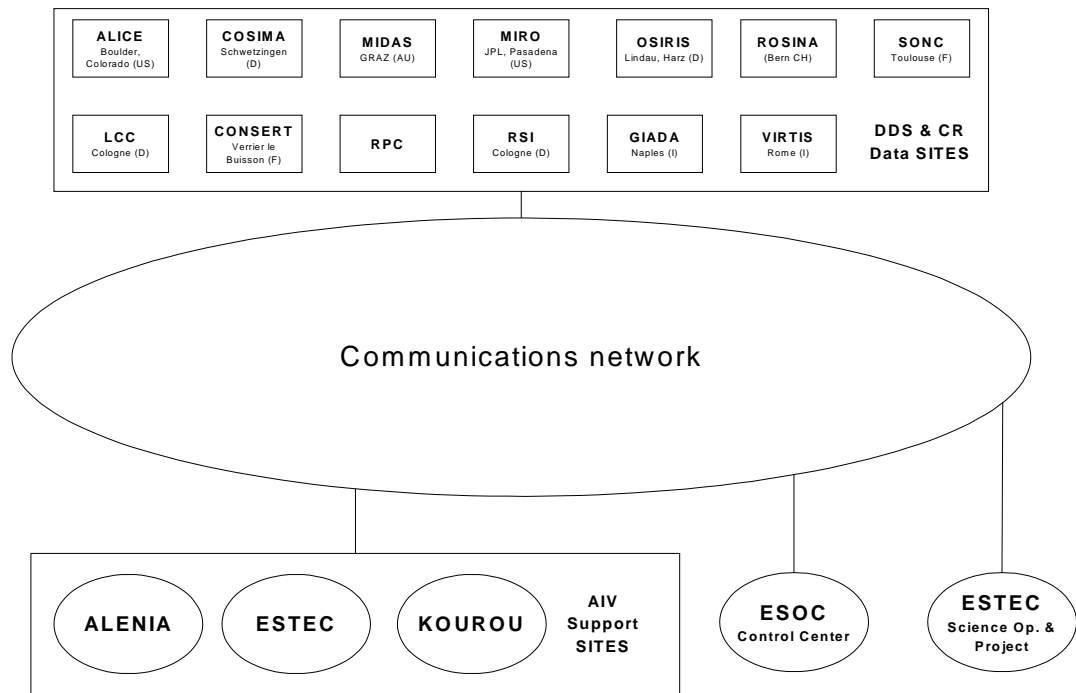 ALICE
Boulder,
Colorado (US)
COSIMA
Schwetzingen
(D)
MIDAS
GRAZ (AU)
MIRO
JPL, Pasadena
(US)
OSIRIS
Lindau, Harz (D)
ROSINA
(Bern CH)
SONC
Toulouse (F)
LCC
Cologne (D)
CONSERT
Verrier le
Buisson (F)
RPC
RSI
Cologne (D)
GIADA
Naples (I)
VIRTIS
Rome (I)
DDS & CR
Data SITES
Communications network
ALENIA
ESTEC
KOUROU
AIV
Support
SITES
ESOC
Control Center
ESTEC
Science Op. &
Project